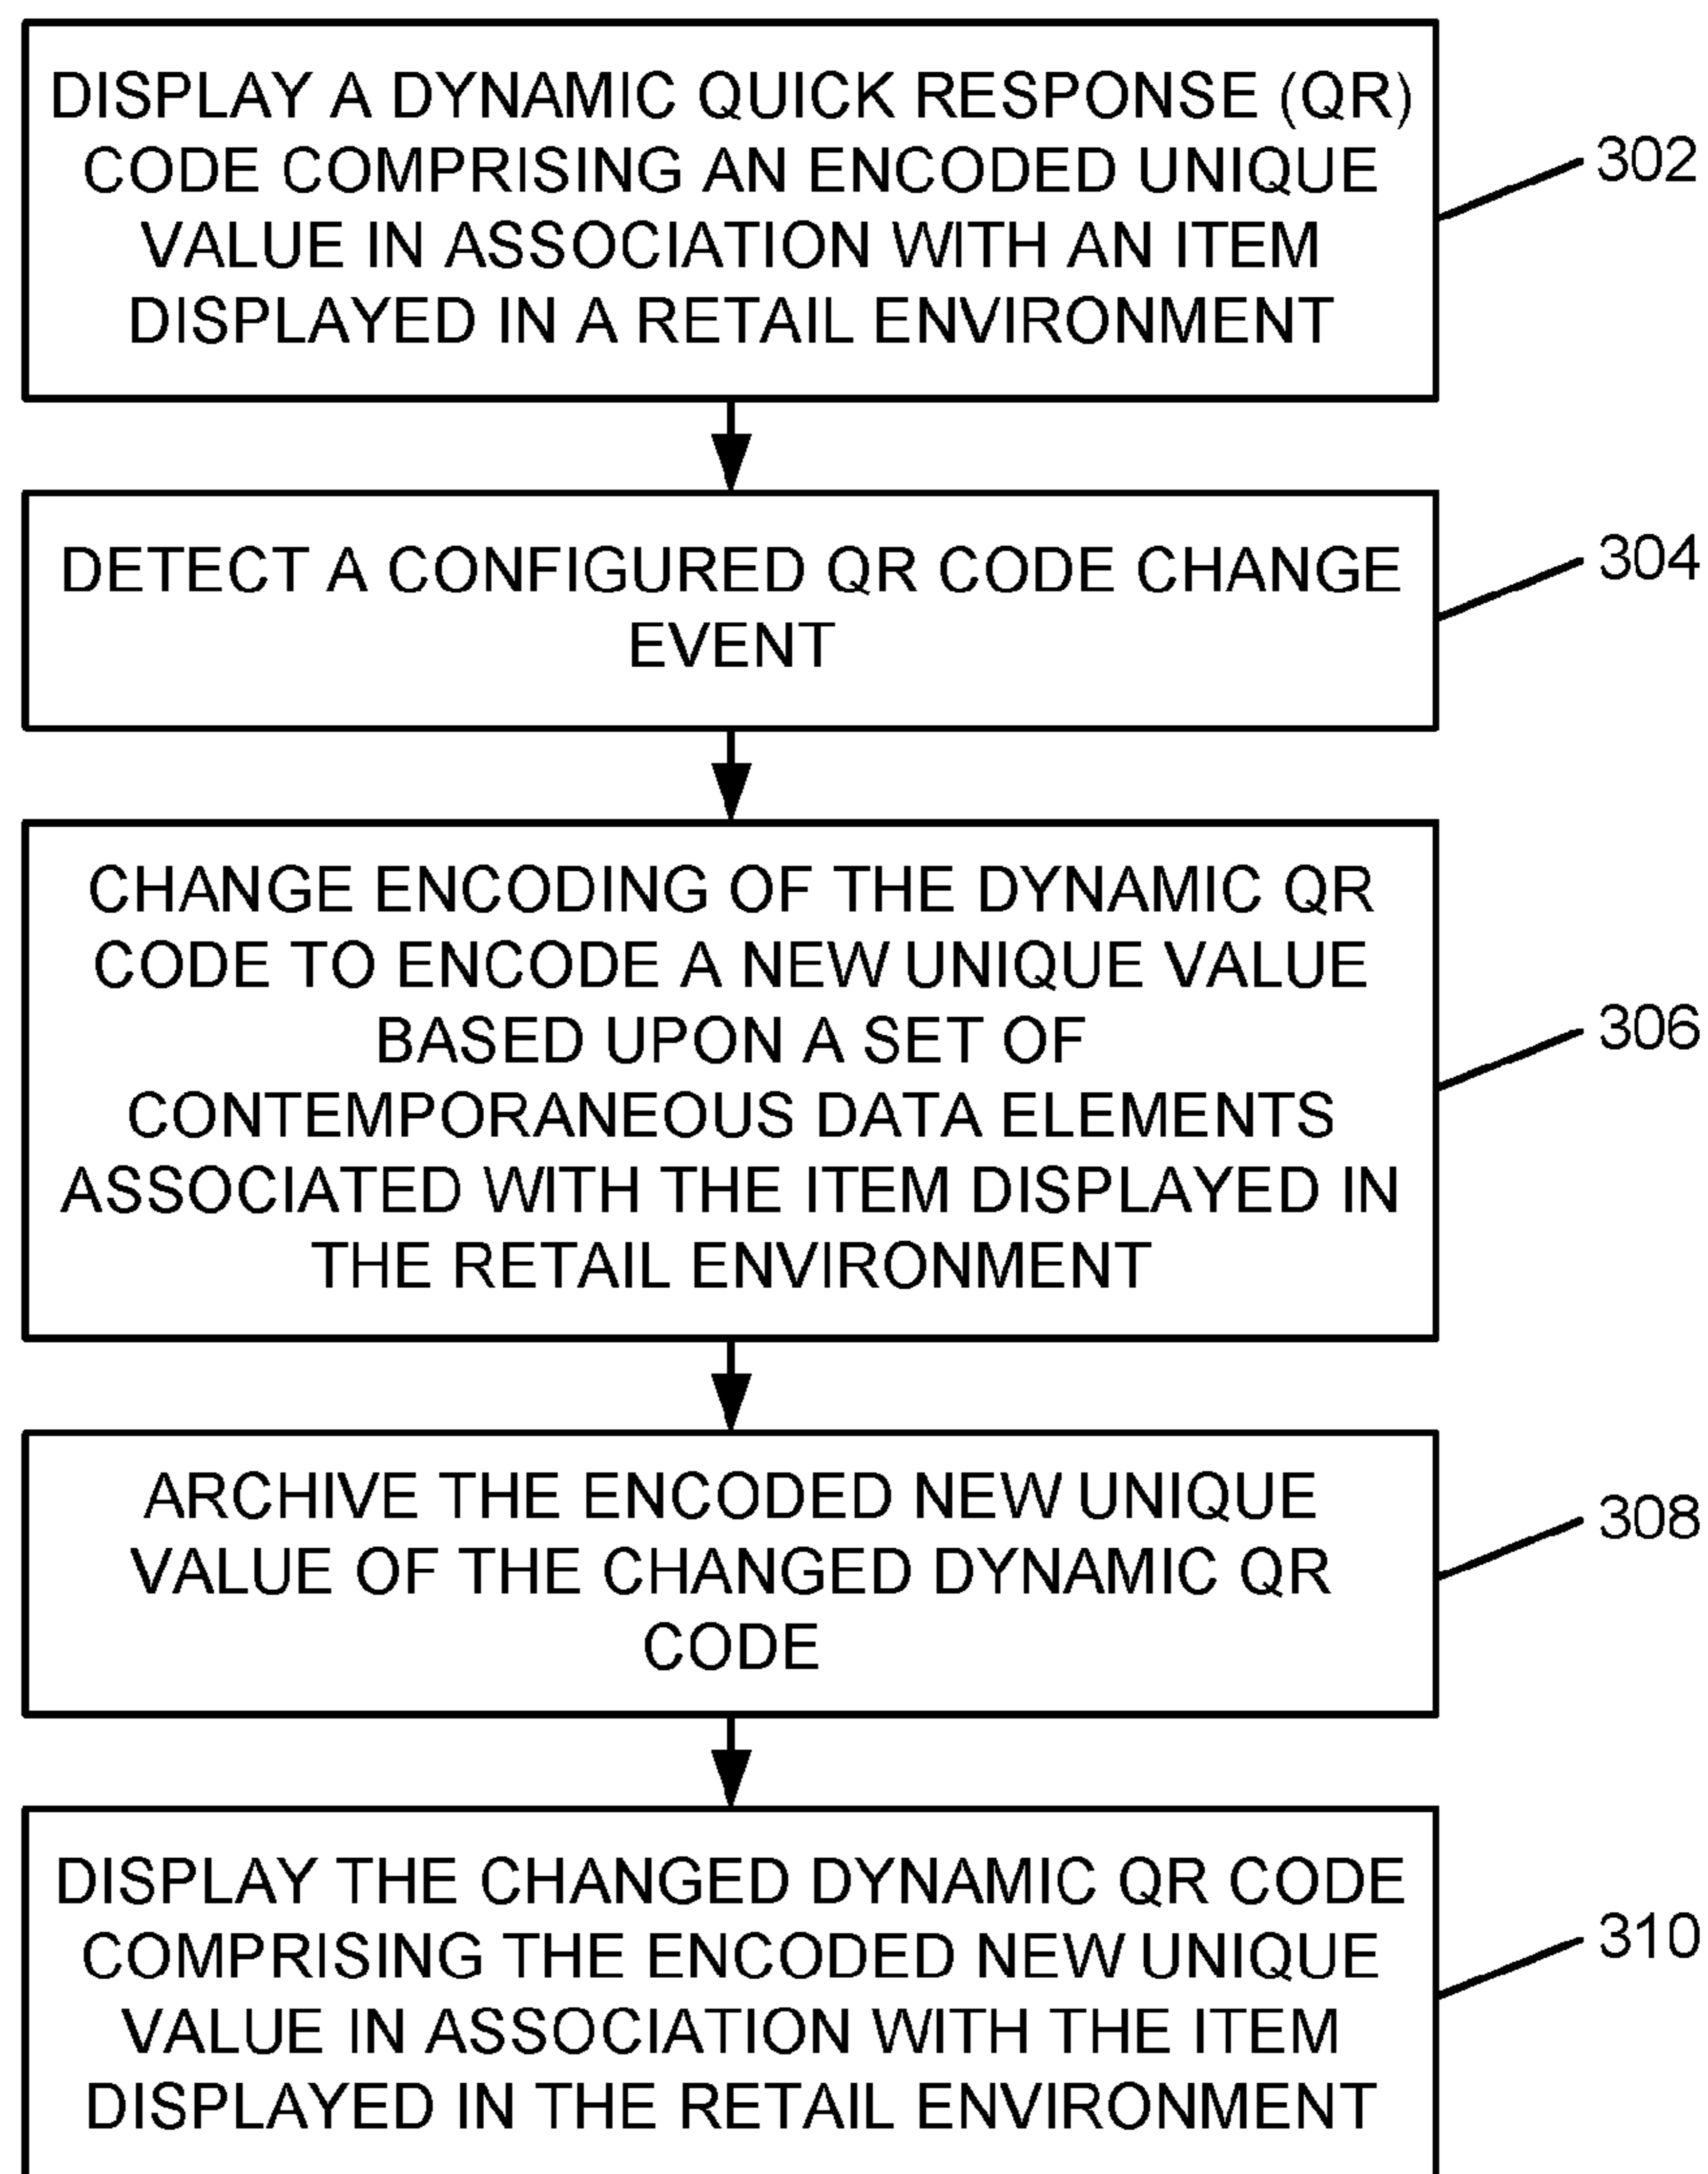 DISPLAY A DYNAMIC QUICK RESPONSE (QR)
CODE COMPRISING AN ENCODED UNIQUE
VALUE IN ASSOCIATION WITH AN ITEM
DISPLAYED IN A RETAIL ENVIRONMENT
302
DETECT A CONFIGURED QR CODE CHANGE
EVENT
304
CHANGE ENCODING OF THE DYNAMIC QR
CODE TO ENCODE A NEW UNIQUE VALUE
BASED UPON A SET OF
CONTEMPORANEOUS DATA ELEMENTS
ASSOCIATED WITH THE ITEM DISPLAYED IN
THE RETAIL ENVIRONMENT
306
ARCHIVE THE ENCODED NEW UNIQUE
VALUE OF THE CHANGED DYNAMIC QR
CODE
308
DISPLAY THE CHANGED DYNAMIC QR CODE
COMPRISING THE ENCODED NEW UNIQUE
VALUE IN ASSOCIATION WITH THE ITEM
DISPLAYED IN THE RETAIL ENVIRONMENT
310